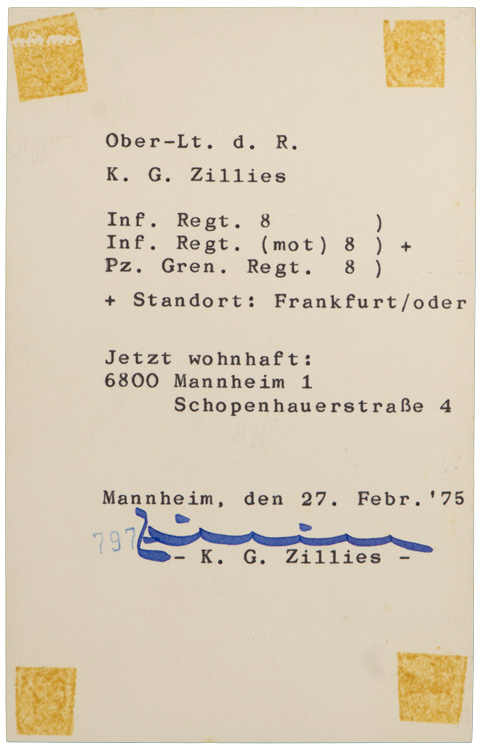 Ober-Lt. d. R.
K. G. Zillies
Inf. Regt. 8 )
Inf. Regt. (mot) 8 ) +
Pz. Gren. Regt. 8 )
+ Standort: Frankfurt/oder
Jetzt wohnhaft:
6800 Mannheim 1
Schopenhauerstraße 4
Mannheim, den 27. Febr.'75
797
- K. G. Zillies -